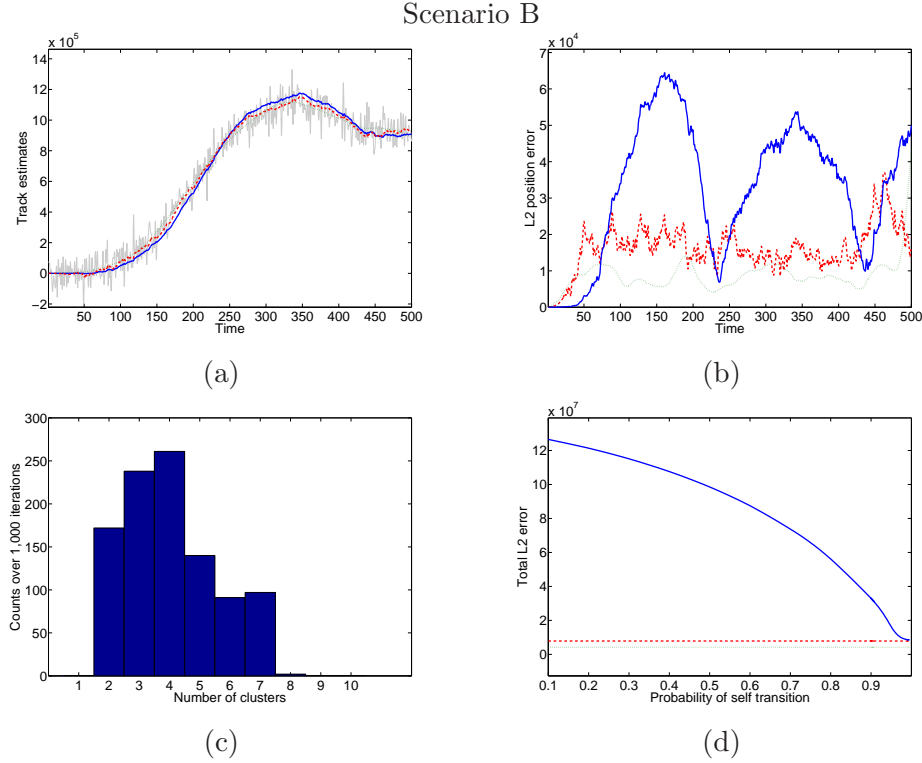 Scenario B
x 10^5
14
12
10
8
6
4
2
0
−2
50 100 150 200 250 300 350 400 450 500
Time
Track estimates
(a)
x 10^4
7
6
5
4
3
2
1
0
50 100 150 200 250 300 350 400 450 500
Time
L2 position error
(b)
300
250
200
150
100
50
0
1 2 3 4 5 6 7 8 9 10
Number of clusters
Counts over 1,000 iterations
(c)
x 10^7
12
10
8
6
4
2
0
0.1 0.2 0.3 0.4 0.5 0.6 0.7 0.8 0.9
Probability of self transition
Total L2 error
(d)